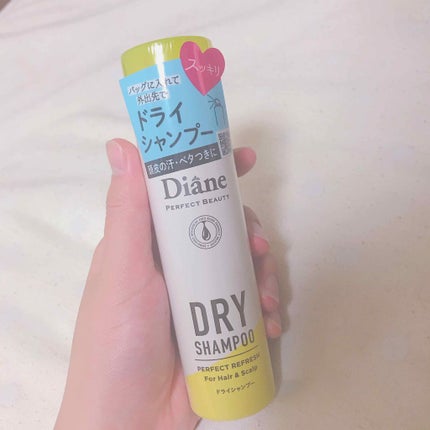 スッキリ
バッグに入れて
外出先で
ドライ
シャンプー
頭皮の汗・ベタつきに
Diane
PERFECT BEAUTY
DRY
SHAMPOO
PERFECT REFRESH
For Hair & Scalp
ドライシャンプー